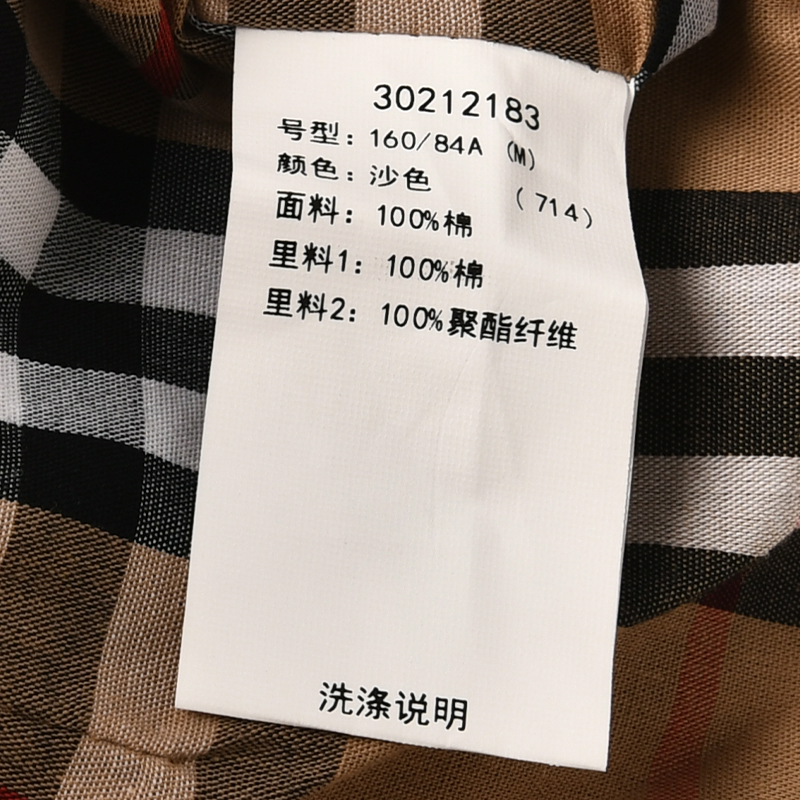 30212183
号型：160/84A (M)
颜色：沙色 (714)
面料：100%棉
里料1：100%棉
里料2：100%聚酯纤维
洗涤说明